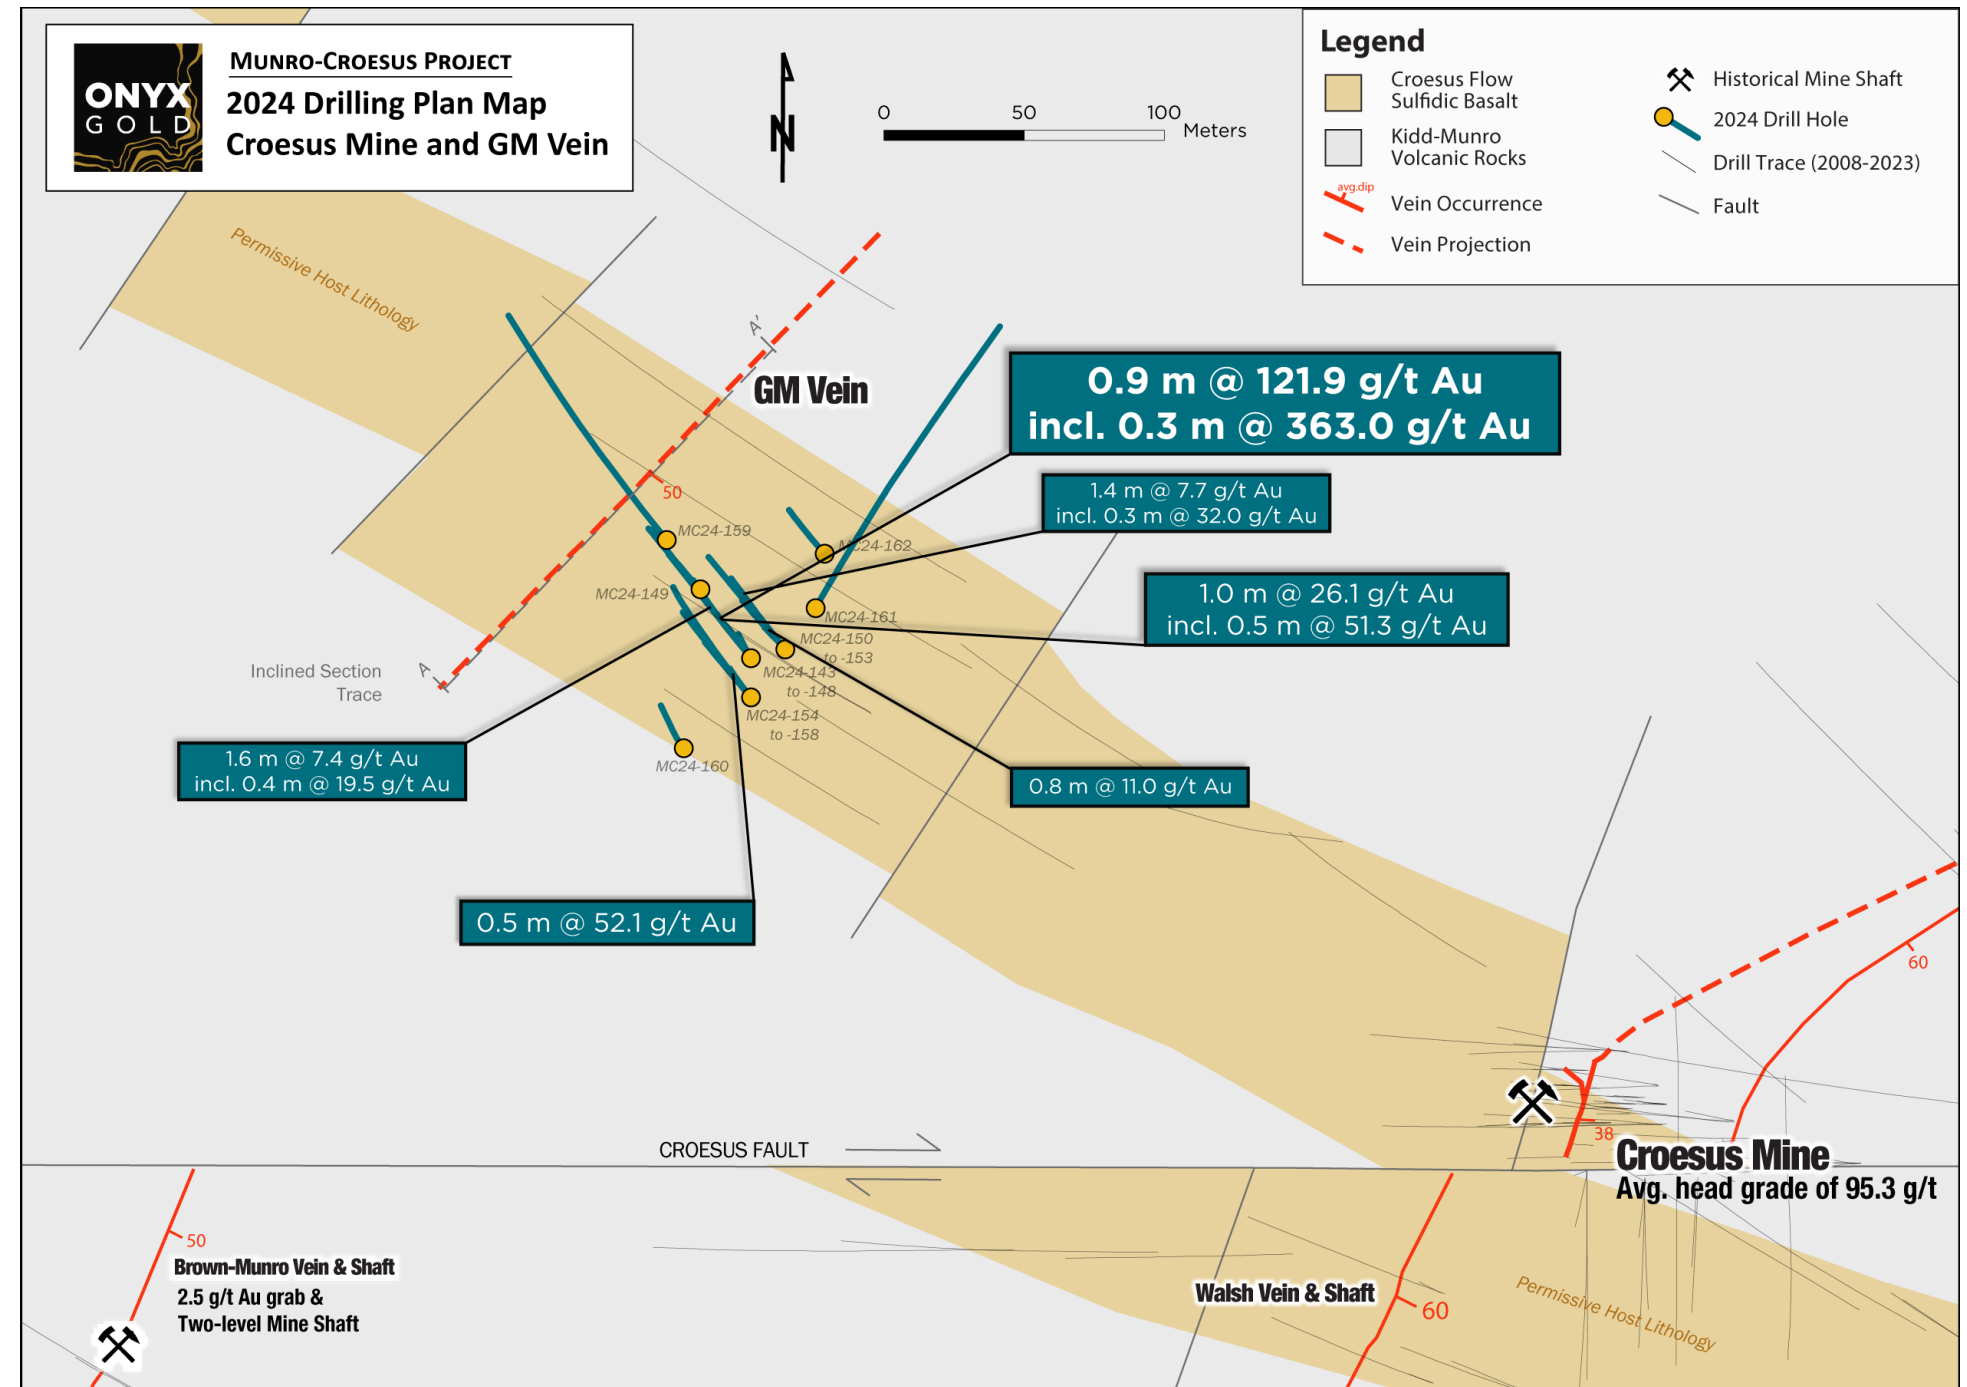 ONYX
GOLD
MUNRO-CROESUS PROJECT
2024 Drilling Plan Map
Croesus Mine and GM Vein
N
0 50 100
Meters
Legend
Croesus Flow
Sulfidic Basalt
Kidd-Munro
Volcanic Rocks
avg.dip
Vein Occurrence
Vein Projection
Historical Mine Shaft
2024 Drill Hole
Drill Trace (2008-2023)
Fault
Permissive Host Lithology
A'
GM Vein
50
0.9 m @ 121.9 g/t Au
incl. 0.3 m @ 363.0 g/t Au
1.4 m @ 7.7 g/t Au
incl. 0.3 m @ 32.0 g/t Au
1.0 m @ 26.1 g/t Au
incl. 0.5 m @ 51.3 g/t Au
MC24-159
MC24-162
MC24-149
MC24-161
MC24-150
to -153
MC24-143
to -148
MC24-154
to -158
MC24-160
Inclined Section
Trace
A
1.6 m @ 7.4 g/t Au
incl. 0.4 m @ 19.5 g/t Au
0.8 m @ 11.0 g/t Au
0.5 m @ 52.1 g/t Au
60
38
CROESUS FAULT
Croesus Mine
Avg. head grade of 95.3 g/t
50
Brown-Munro Vein & Shaft
2.5 g/t Au grab &
Two-level Mine Shaft
Walsh Vein & Shaft
60
Permissive Host Lithology